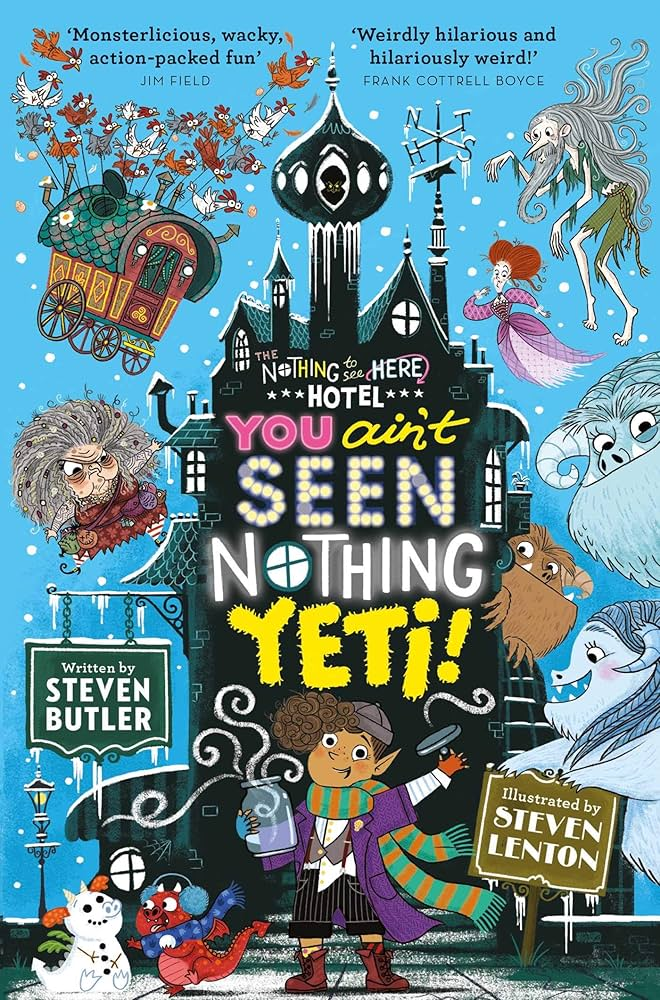 ‘Monsterlicious, wacky,
action-packed fun’
JIM FIELD
‘Weirdly hilarious and
hilariously weird!’
FRANK COTTRELL BOYCE
N T
H S
THE
NOTHING to see HERE
HOTEL
YOU ain't
SEEN
NOTHING
YETi!
Written by
STEVEN
BUTLER
Illustrated by
STEVEN
LENTON